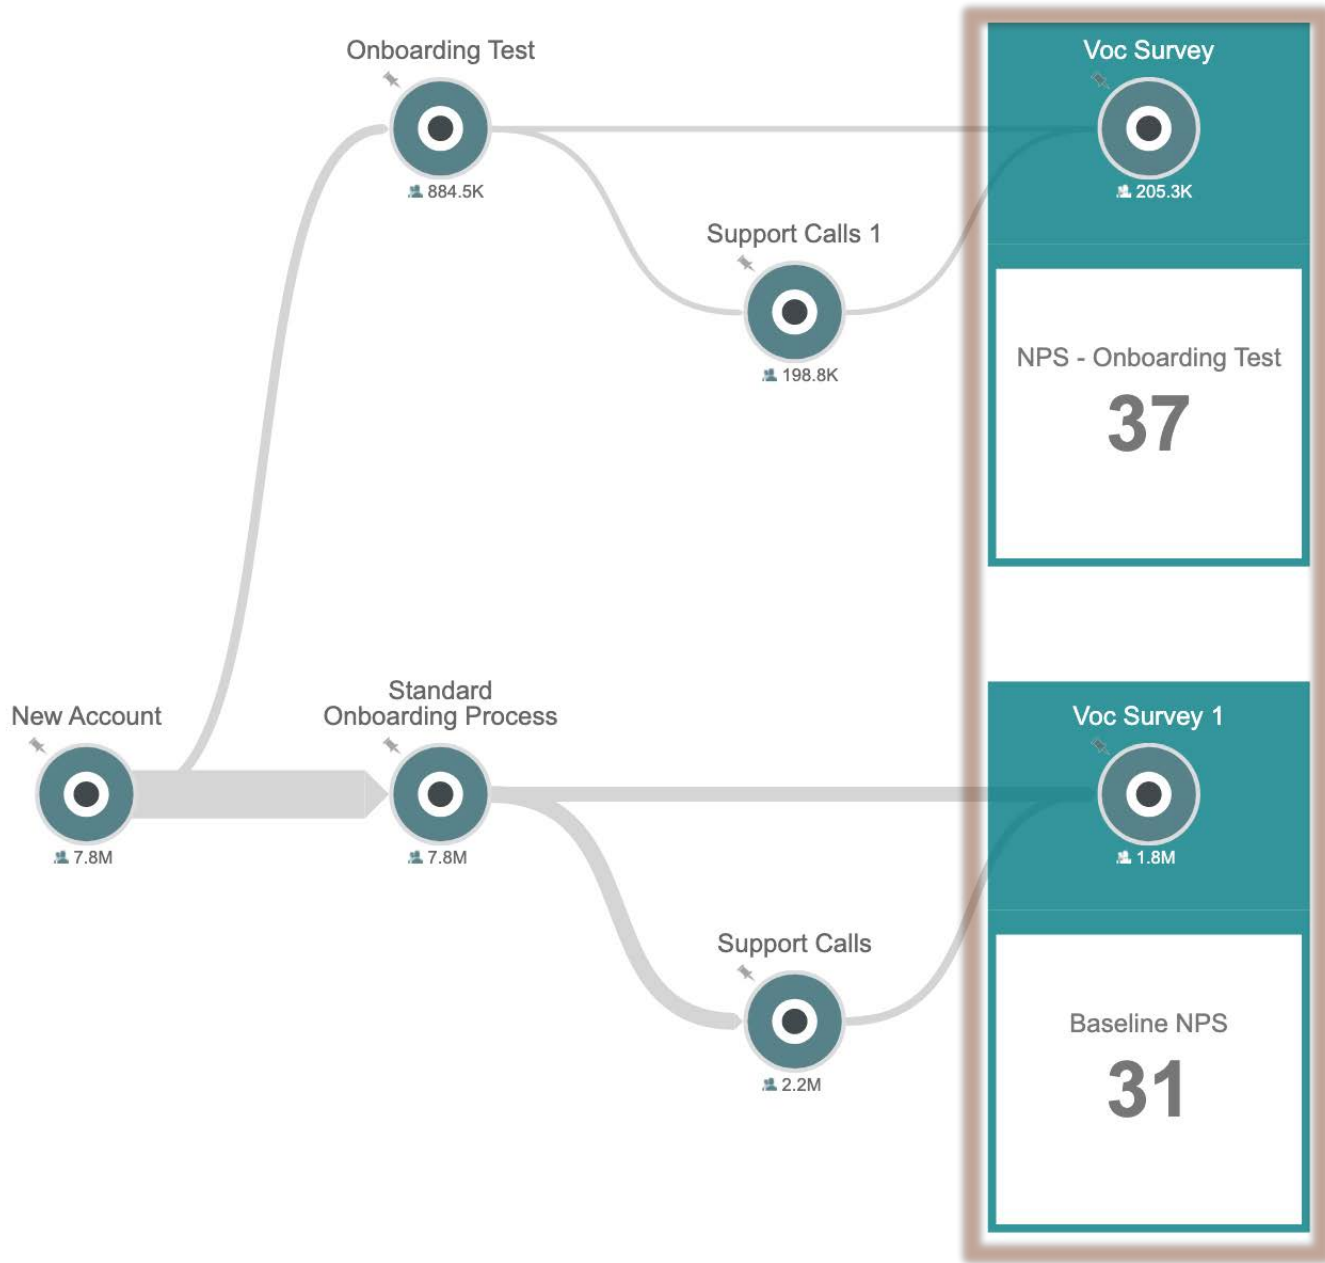 Onboarding Test
884.5K
Voc Survey
205.3K
Support Calls 1
198.8K
NPS - Onboarding Test
37
New Account
7.8M
Standard
Onboarding Process
7.8M
Voc Survey 1
1.8M
Support Calls
2.2M
Baseline NPS
31